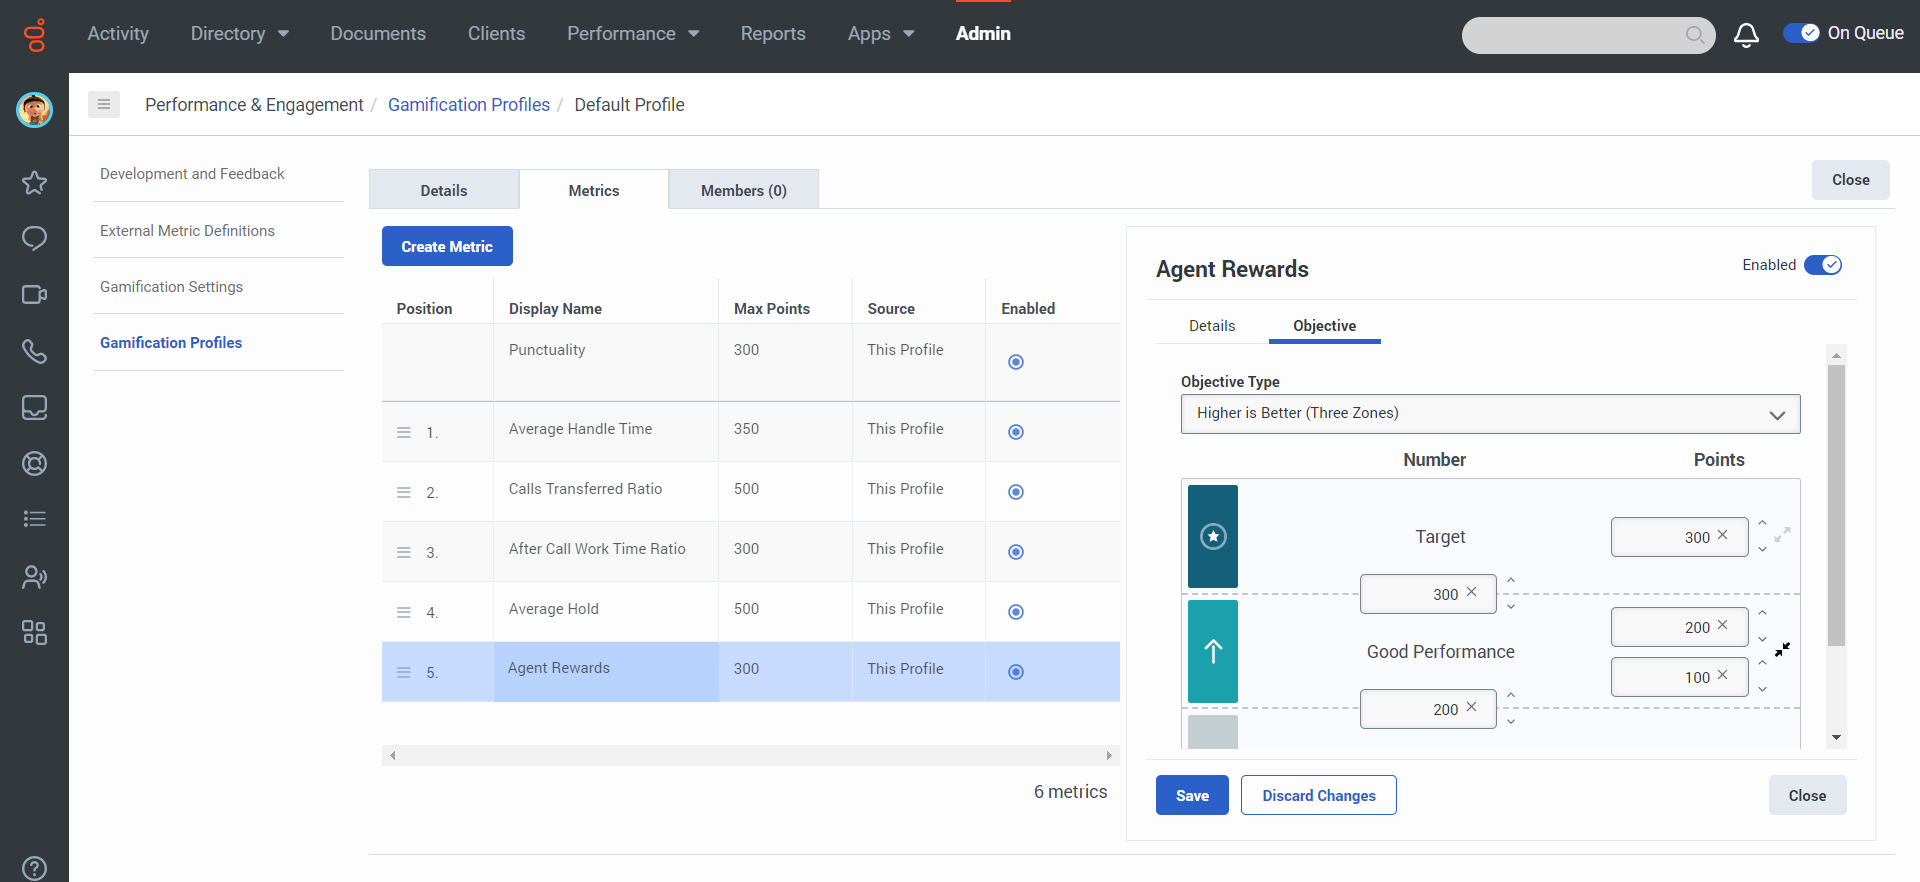 Activity Directory Documents Clients Performance Reports Apps Admin On Queue
Performance & Engagement / Gamification Profiles / Default Profile
Development and Feedback
External Metric Definitions
Gamification Settings
Gamification Profiles
Details Metrics Members (0) Close
Create Metric
Position Display Name Max Points Source Enabled
Punctuality 300 This Profile
1. Average Handle Time 350 This Profile
2. Calls Transferred Ratio 500 This Profile
3. After Call Work Time Ratio 300 This Profile
4. Average Hold 500 This Profile
5. Agent Rewards 300 This Profile
6 metrics
Agent Rewards Enabled
Details Objective
Objective Type
Higher is Better (Three Zones)
Number Points
Target 300
300
200
Good Performance
100
200
Save Discard Changes Close